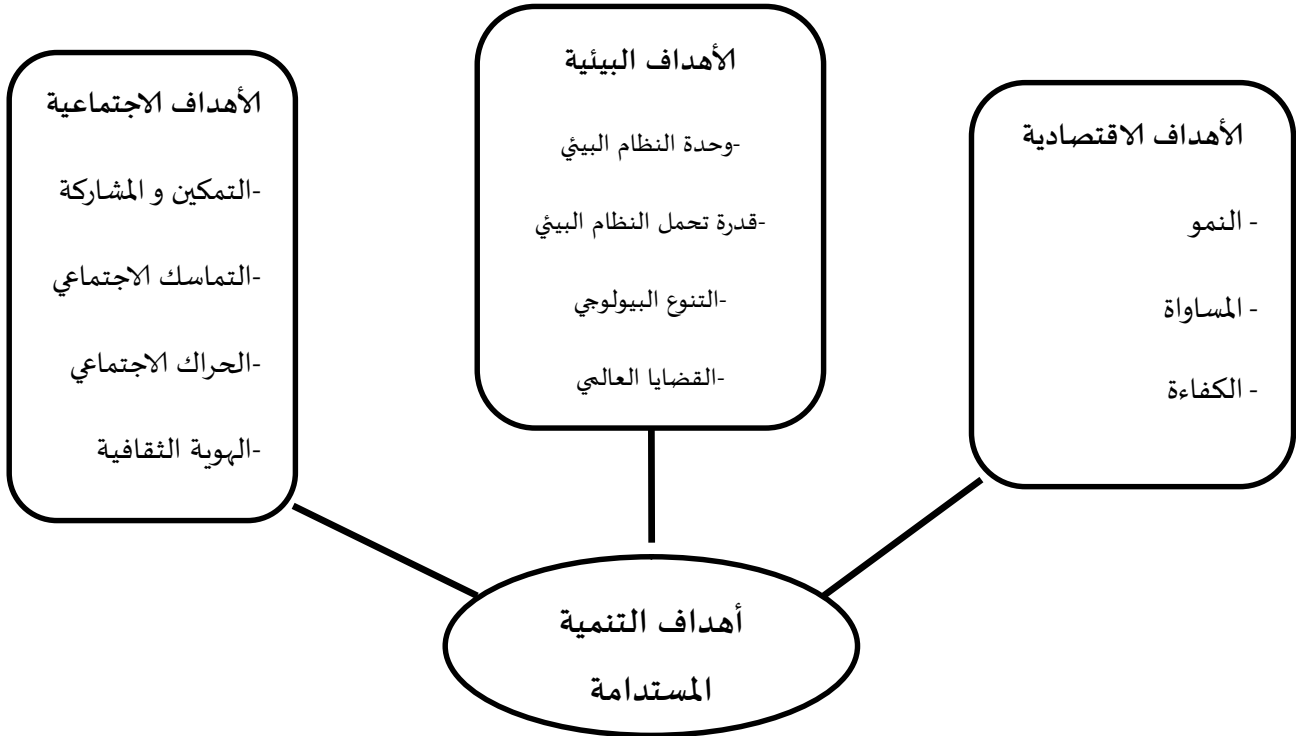 الأهداف الاقتصادية
- النمو
- المساواة
- الكفاءة
الأهداف البيئية
-وحدة النظام البيئي
-قدرة تحمل النظام البيئي
-التنوع البيولوجي
-القضايا العالمي
الأهداف الاجتماعية
-التمكين و المشاركة
-التماسك الاجتماعي
-الحراك الاجتماعي
-الهوية الثقافية
أهداف التنمية
المستدامة